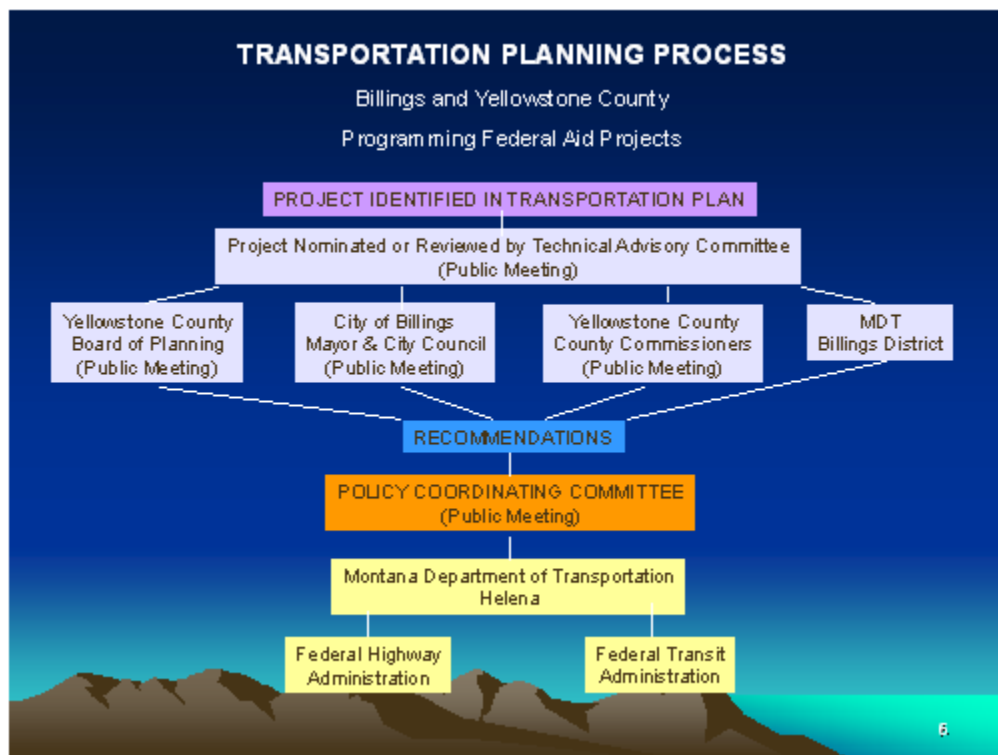 TRANSPORTATION PLANNING PROCESS
Billings and Yellowstone County
Programming Federal Aid Projects
PROJECT IDENTIFIED IN TRANSPORTATION PLAN
Project Nominated or Reviewed by Technical Advisory Committee
(Public Meeting)
Yellowstone County
Board of Planning
(Public Meeting)
City of Billings
Mayor & City Council
(Public Meeting)
Yellowstone County
County Commissioners
(Public Meeting)
MDT
Billings District
RECOMMENDATIONS
POLICY COORDINATING COMMITTEE
(Public Meeting)
Montana Department of Transportation
Helena
Federal Highway
Administration
Federal Transit
Administration